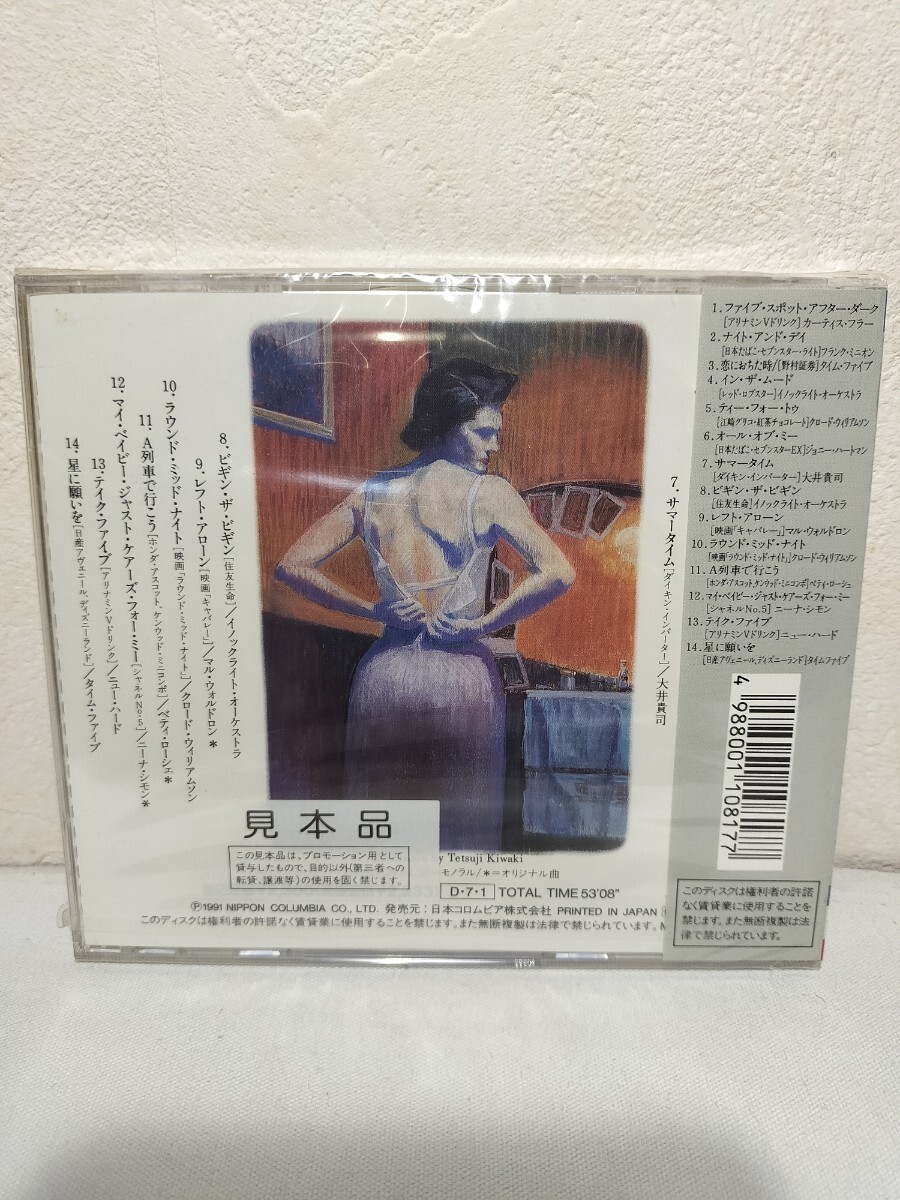 7. サマータイム[ダイキン・インバーター]/大井貴司
8. ビギン・ザ・ビギン[住友生命]/イノックライト・オーケストラ
9. レフト・アローン[映画「キャバレー」]/マル・ウォルドロン*
10. ラウンド・ミッド・ナイト[映画「ラウンド・ミッド・ナイト」]/クロード・ウィリアムソン
11. A列車で行こう[ホンダ・アスコット、ケンウッド・ミニコンポ]/ベティ・ローシェ*
12. マイ・ベイビー・ジャスト・ケアーズ・フォー・ミー[シャネルNo.5]/ニーナ・シモン*
13. テイク・ファイブ[アリナミンVドリンク]/ニュー・ハード
14. 星に願いを[日産アヴェニール、ディズニーランド]/タイム・ファイブ
見本品
この見本品は、プロモーション用として
貸与したもので、目的以外(第三者への
転貸、譲渡等)の使用を固く禁じます。
y Tetsuji Kiwaki
モノラル/*=オリジナル曲
D・7・1 TOTAL TIME 53'08"
Ⓟ1991 NIPPON COLUMBIA CO., LTD. 発売元:日本コロムビア株式会社 PRINTED IN JAPAN
このディスクは権利者の許諾なく賃貸業に使用することを禁じます。また無断複製は法律で禁じられています。
1. ファイブ・スポット・アフター・ダーク
[アリナミンVドリンク] カーティス・フラー
2. ナイト・アンド・デイ
[日本たばこ・セブンスター・ライト]フランク・ミニオン
3. 恋におちた時/[野村証券]タイム・ファイブ
4. イン・ザ・ムード
[レッド・ロブスター]イノックライト・オーケストラ
5. ティー・フォー・トゥ
[江崎グリコ・紅茶チョコレート]クロード・ウィリアムソン
6. オール・オブ・ミー
[日本たばこ・セブンスターEX]ジョニー・ハートマン
7. サマータイム
[ダイキン・インバーター]大井貴司
8. ビギン・ザ・ビギン
[住友生命]イノックライト・オーケストラ
9. レフト・アローン
[映画「キャバレー」]マル・ウォルドロン
10. ラウンド・ミッド・ナイト
[映画「ラウンド・ミッド・ナイト」]クロード・ウィリアムソン
11. A列車で行こう
[ホンダ・アスコット、ケンウッド・ミニコンポ]ベティ・ローシェ
12. マイ・ベイビー・ジャスト・ケアーズ・フォー・ミー
[シャネルNo.5] ニーナ・シモン
13. テイク・ファイブ
[アリナミンVドリンク]ニュー・ハード
14. 星に願いを
[日産アヴェニール、ディズニーランド]タイムファイブ
4 988001 108177
このディスクは権利者の許諾
なく賃貸業に使用することを
禁じます。また無断複製は法
律で禁じられています。